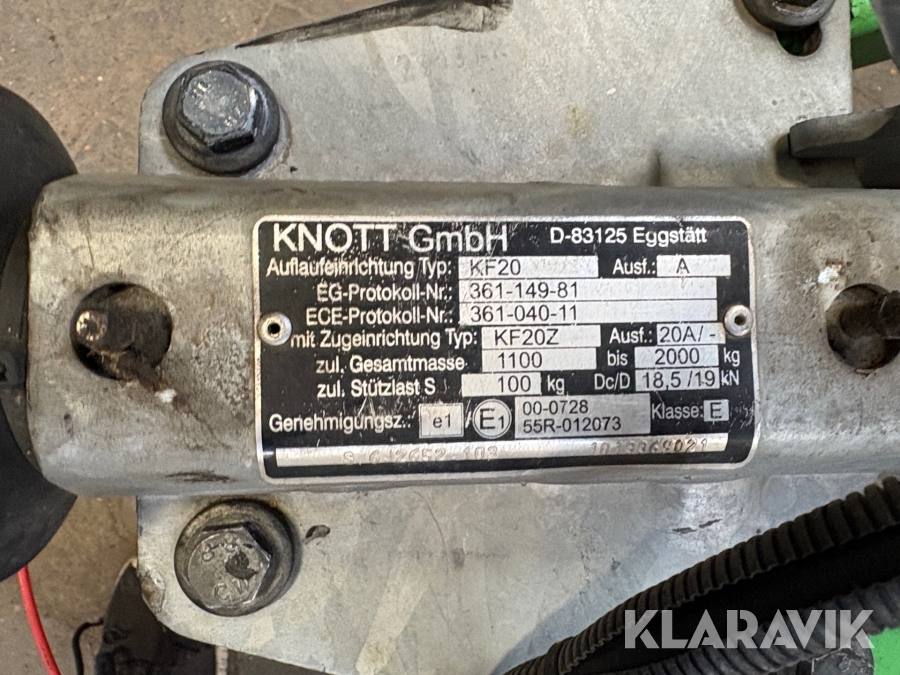 KNOTT GmbH D-83125 Eggstätt
Auflaufeinrichtung Typ: KF20 Ausf.: A
EG-Protokoll-Nr.: 361-149-81
ECE-Protokoll-Nr.: 361-040-11
mit Zugeinrichtung Typ: KF20Z Ausf.: 20A/-
zul. Gesamtmasse 1100 bis 2000 kg
zul. Stützlast S 100 kg Dc/D 18,5/19 kN
Genehmigungsz.: e1 / E1 00-0728 Klasse: E
55R-012073
KLARAVIK